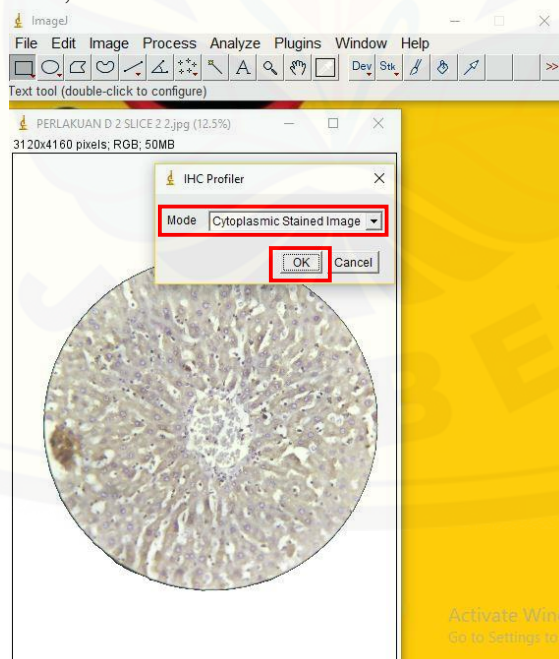 ImageJ
File Edit Image Process Analyze Plugins Window Help
A Dev Stk >>
Text tool (double-click to configure)
PERLAKUAN D 2 SLICE 2 2.jpg (12.5%)
3120x4160 pixels; RGB; 50MB
IHC Profiler
Mode Cytoplasmic Stained Image
OK Cancel
Activate Win
Go to Settings to